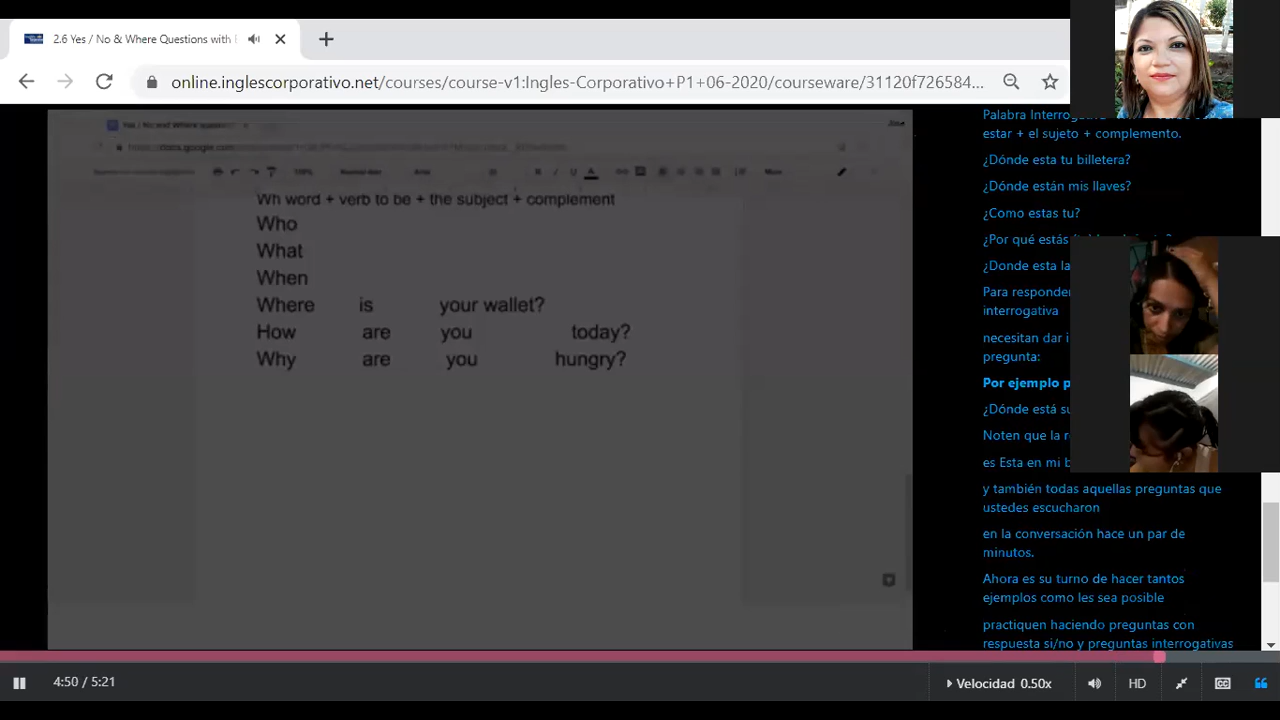 2.6 Yes / No & Where Questions with
online.inglescorporativo.net/courses/course-v1:Ingles-Corporativo+P1+06-2020/courseware/31120f726584...
Wh word + verb to be + the subject + complement
Who
What
When
Where is your wallet?
How are you today?
Why are you hungry?
Palabra
estar + el sujeto + complemento.
¿Dónde esta tu billetera?
¿Dónde están mis llaves?
¿Como estas tu?
¿Por qué estás
¿Donde esta la
Para responder
interrogativa
necesitan dar
pregunta:
Por ejemplo
¿Dónde está
Noten que la
es Esta en mi
y también todas aquellas preguntas que
ustedes escucharon
en la conversación hace un par de
minutos.
Ahora es su turno de hacer tantos
ejemplos como les sea posible
practiquen haciendo preguntas con
respuesta si/no y preguntas interrogativas
4:50 / 5:21
Velocidad 0.50x
HD
CC